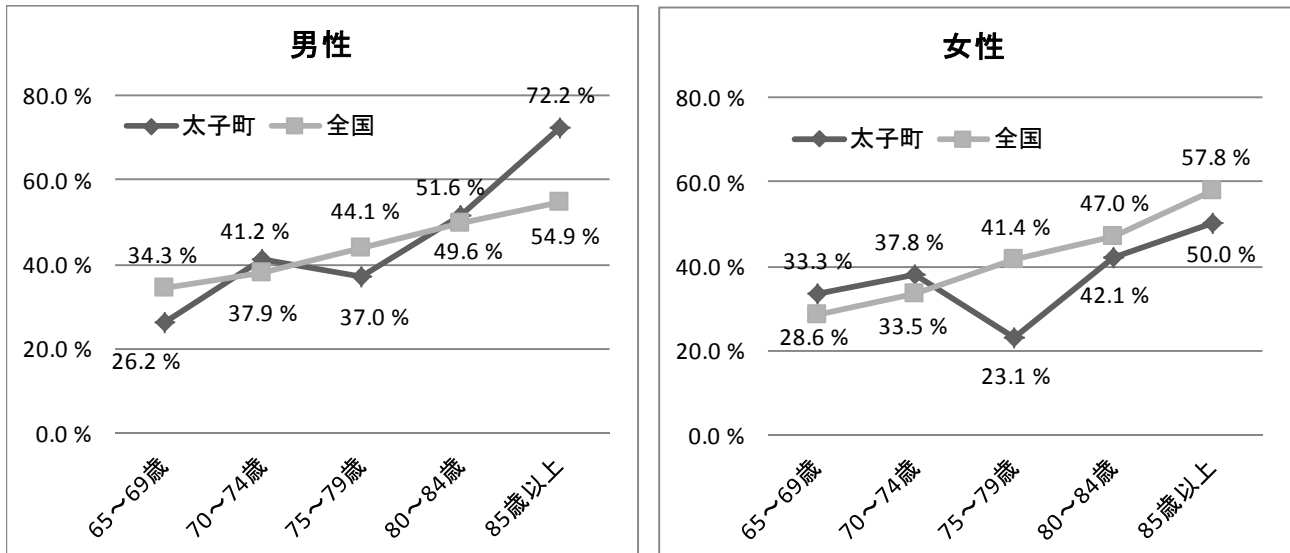 男性
80.0 %
60.0 %
40.0 %
20.0 %
0.0 %
太子町
全国
72.2 %
51.6 %
44.1 %
41.2 %
34.3 %
54.9 %
49.6 %
37.9 %
37.0 %
26.2 %
65～69歳
70～74歳
75～79歳
80～84歳
85歳以上
女性
80.0 %
60.0 %
40.0 %
20.0 %
0.0 %
太子町
全国
57.8 %
47.0 %
41.4 %
37.8 %
33.3 %
50.0 %
42.1 %
33.5 %
28.6 %
23.1 %
65～69歳
70～74歳
75～79歳
80～84歳
85歳以上